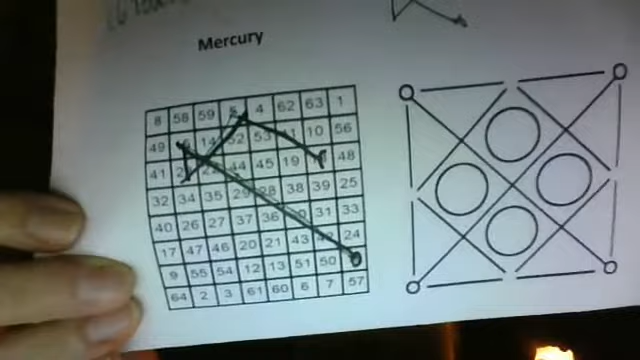 Mercury
8 58 59 5 4 62 63 1
49 14 52 53 10 56
41 44 45 19 48
32 34 35 29 28 38 39 25
40 26 27 37 36 31 33
17 47 46 20 21 43 24
9 55 54 12 13 51 50
64 2 3 61 60 6 7 57